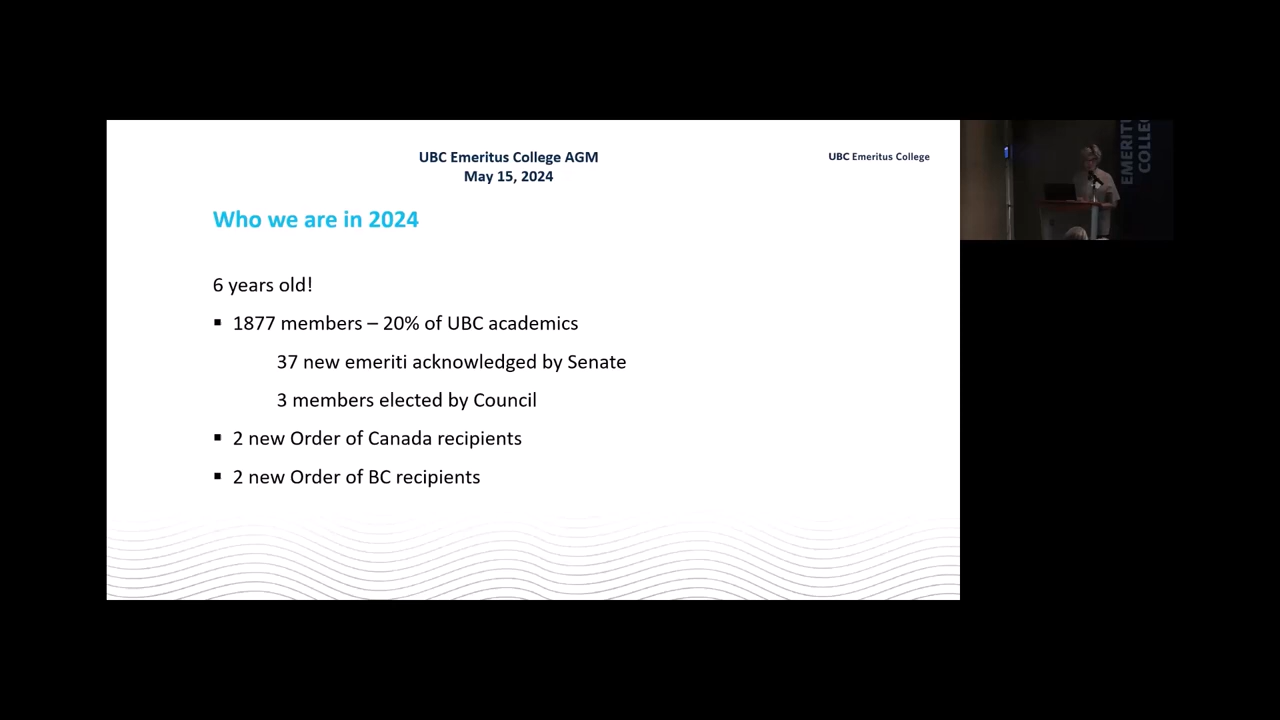 UBC Emeritus College AGM
May 15, 2024
UBC Emeritus College
Who we are in 2024
6 years old!
▪ 1877 members – 20% of UBC academics
37 new emeriti acknowledged by Senate
3 members elected by Council
▪ 2 new Order of Canada recipients
▪ 2 new Order of BC recipients